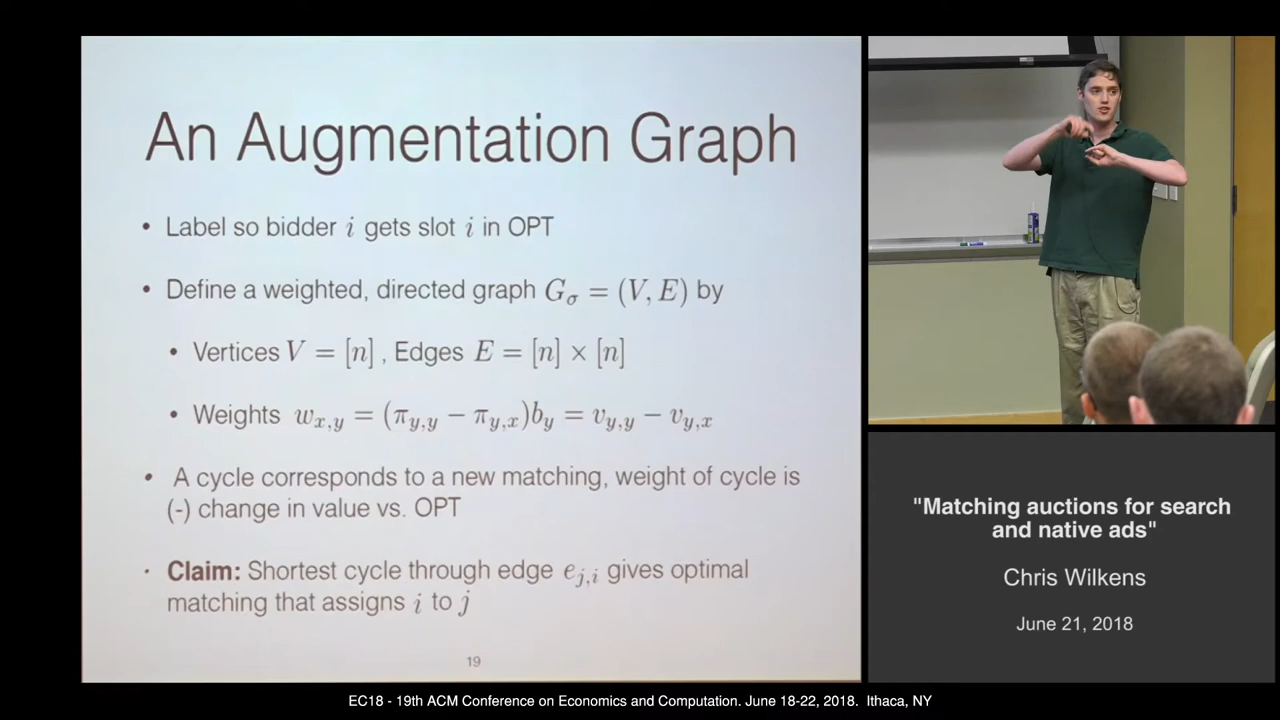 An Augmentation Graph
• Label so bidder i gets slot i in OPT
• Define a weighted, directed graph G_σ = (V, E) by
• Vertices V = [n] , Edges E = [n] × [n]
• Weights w_{x,y} = (π_{y,y} − π_{y,x})b_y = v_{y,y} − v_{y,x}
• A cycle corresponds to a new matching, weight of cycle is
(-) change in value vs. OPT
• Claim: Shortest cycle through edge e_{j,i} gives optimal
matching that assigns i to j
19
"Matching auctions for search
and native ads"
Chris Wilkens
June 21, 2018
EC18 - 19th ACM Conference on Economics and Computation. June 18-22, 2018. Ithaca, NY